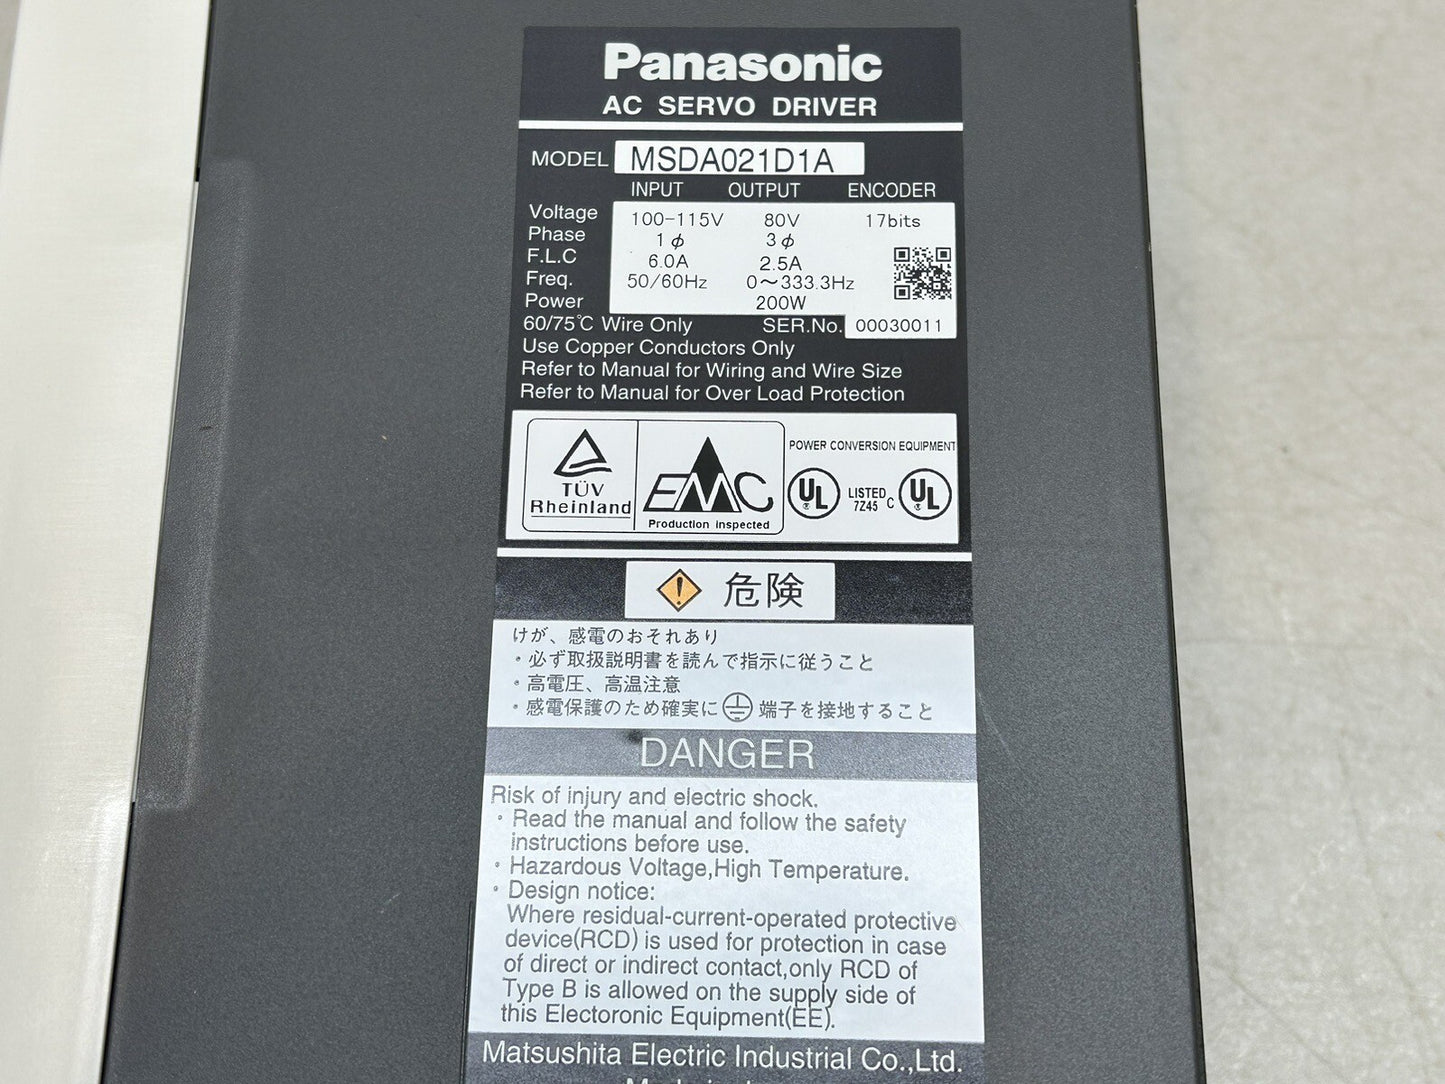 Panasonic
AC SERVO DRIVER
MODEL MSDA021D1A
INPUT OUTPUT ENCODER
Voltage 100-115V 80V 17bits
Phase 1ϕ 3ϕ
F.L.C 6.0A 2.5A
Freq. 50/60Hz 0～333.3Hz
Power 200W
60/75℃ Wire Only SER.No. 00030011
Use Copper Conductors Only
Refer to Manual for Wiring and Wire Size
Refer to Manual for Over Load Protection
TÜV
Rheinland
EMC
Production inspected
POWER CONVERSION EQUIPMENT
UL LISTED 7Z45 C UL
危険
けが、感電のおそれあり
・必ず取扱説明書を読んで指示に従うこと
・高電圧、高温注意
・感電保護のため確実に 端子を接地すること
DANGER
Risk of injury and electric shock.
・Read the manual and follow the safety
instructions before use.
・Hazardous Voltage,High Temperature.
・Design notice:
Where residual-current-operated protective
device(RCD) is used for protection in case
of direct or indirect contact,only RCD of
Type B is allowed on the supply side of
this Electoronic Equipment(EE).
Matsushita Electric Industrial Co.,Ltd.